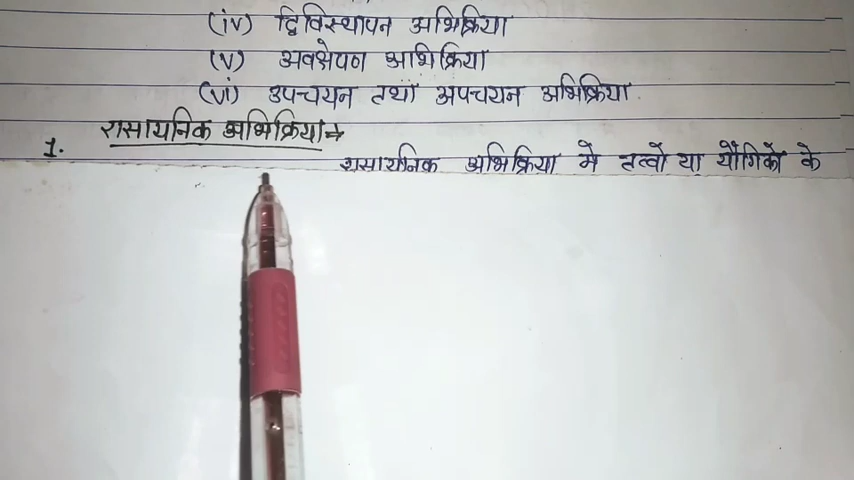 (iv) द्विविस्थापन अभिक्रिया
(v) अवक्षेपण अभिक्रिया
(vi) उपचयन तथा अपचयन अभिक्रिया.
1. रासायनिक अभिक्रिया→
रासायनिक अभिक्रिया मे तत्वो या यौगिकों के